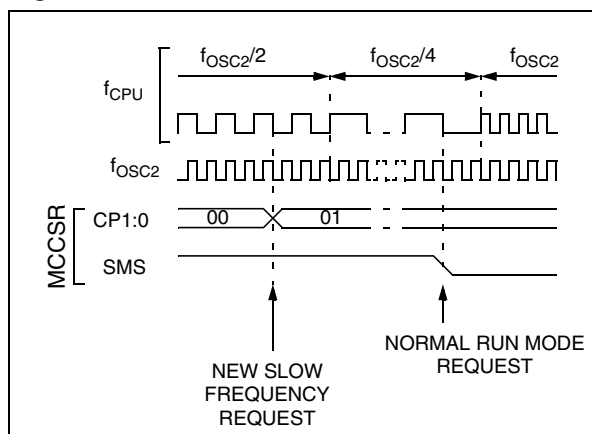 fOSC2/2 fOSC2/4 fOSC2
fCPU
fOSC2
MCCSR
CP1:0 00 01
SMS
NEW SLOW
FREQUENCY
REQUEST
NORMAL RUN MODE
REQUEST